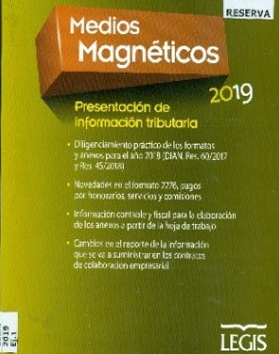 RESERVA
Medios
Magnéticos
2019
Presentación de
información tributaria
• Diligenciamiento práctico de los formatos
y anexos para el año 2018 (DIAN, Res. 60/2017
y Res. 45/2018)
• Novedades en el formato 2276, pagos
por honorarios, servicios y comisiones
• Información contable y fiscal para la elaboración
de los anexos a partir de la hoja de trabajo
• Cambios en el reporte de la información
que se va a suministrar en los contratos
de colaboración empresarial
LEGIS
2019
Ej-1